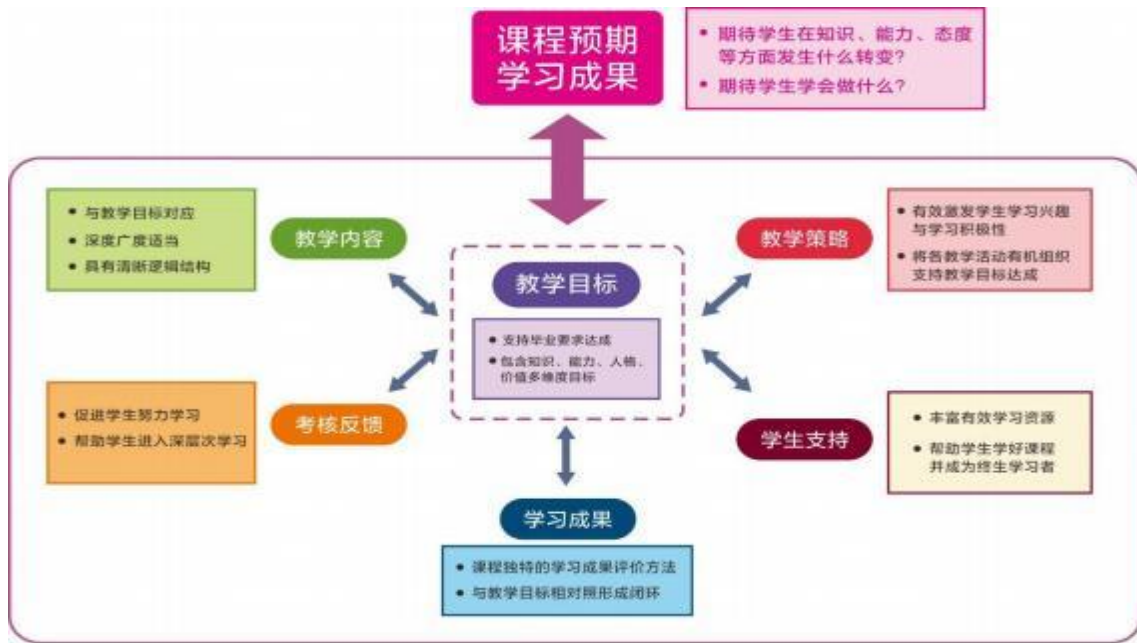 课程预期
学习成果
• 期待学生在知识、能力、态度
等方面发生什么转变?
• 期待学生学会做什么?
• 与教学目标对应
• 深度广度适当
• 具有清晰逻辑结构
教学内容
教学策略
• 有效激发学生学习兴趣
与学习积极性
• 将各教学活动有机组织
支持教学目标达成
教学目标
• 支持毕业要求达成
• 包含知识、能力、人格、
价值多维度目标
• 促进学生努力学习
• 帮助学生进入深层次学习
考核反馈
学生支持
• 丰富有效学习资源
• 帮助学生学好课程
并成为终生学习者
学习成果
• 课程独特的学习成果评价方法
• 与教学目标相对照形成闭环